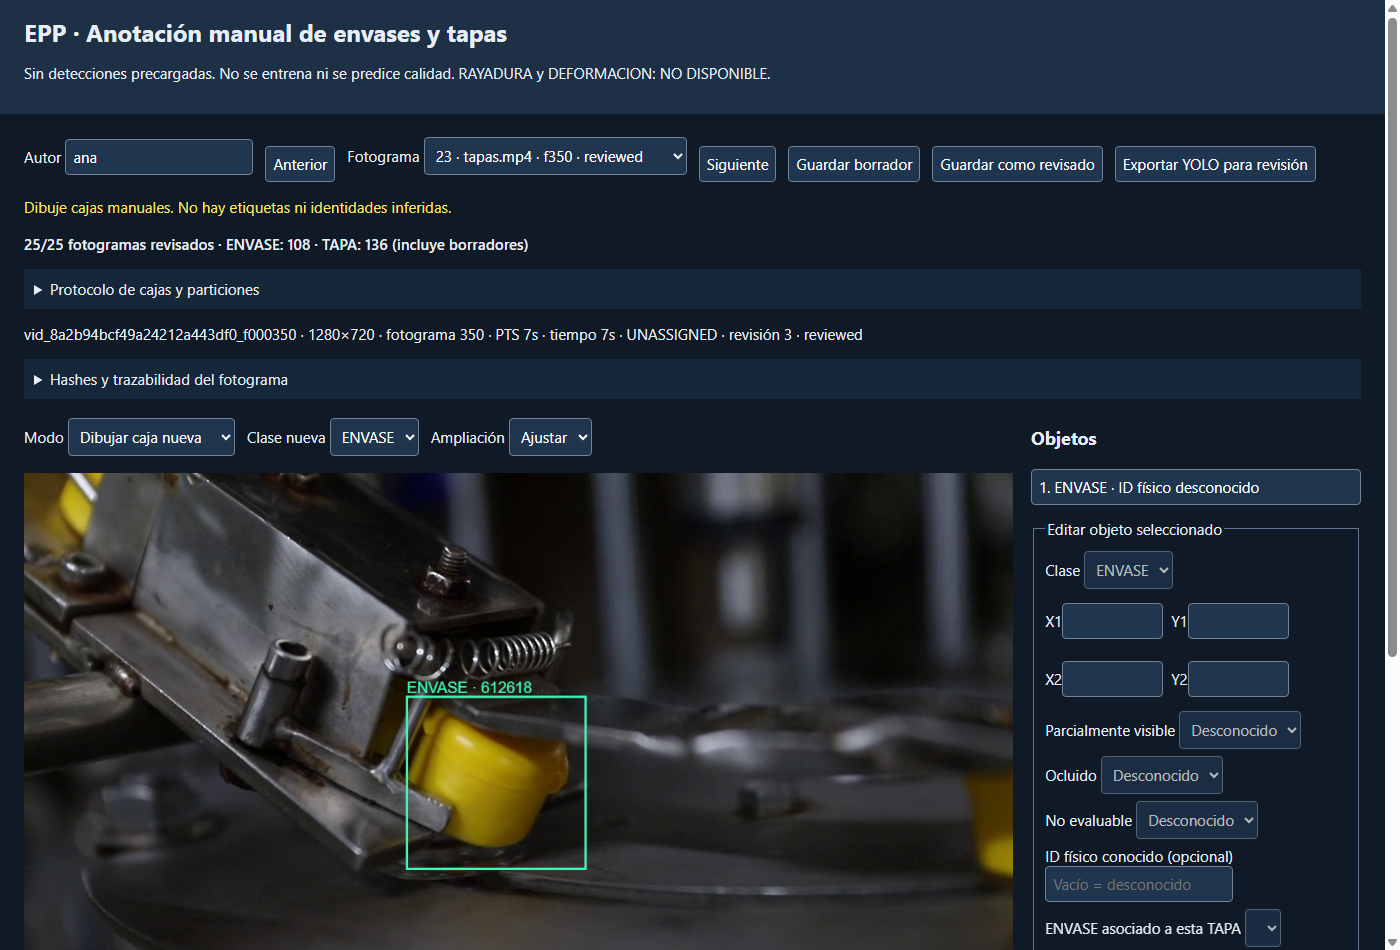 EPP · Anotación manual de envases y tapas
Sin detecciones precargadas. No se entrena ni se predice calidad. RAYADURA y DEFORMACION: NO DISPONIBLE.
Autor ana Anterior Fotograma 23 · tapas.mp4 · f350 · reviewed Siguiente Guardar borrador Guardar como revisado Exportar YOLO para revisión
Dibuje cajas manuales. No hay etiquetas ni identidades inferidas.
25/25 fotogramas revisados · ENVASE: 108 · TAPA: 136 (incluye borradores)
Protocolo de cajas y particiones
vid_8a2b94bcf49a24212a443df0_f000350 · 1280×720 · fotograma 350 · PTS 7s · tiempo 7s · UNASSIGNED · revisión 3 · reviewed
Hashes y trazabilidad del fotograma
Modo Dibujar caja nueva Clase nueva ENVASE Ampliación Ajustar
ENVASE · 612618
Objetos
1. ENVASE · ID físico desconocido
Editar objeto seleccionado
Clase ENVASE
X1 Y1
X2 Y2
Parcialmente visible Desconocido
Ocluido Desconocido
No evaluable Desconocido
ID físico conocido (opcional)
Vacío = desconocido
ENVASE asociado a esta TAPA